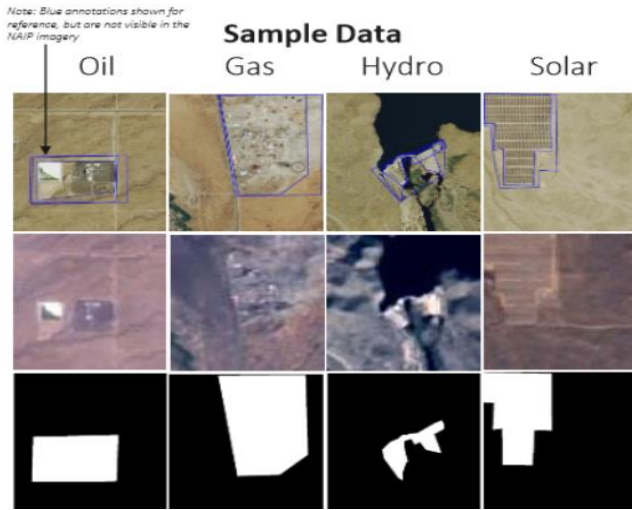 Note: Blue annotations shown for
reference, but are not visible in the
NAIP imagery
Sample Data
Oil Gas Hydro Solar